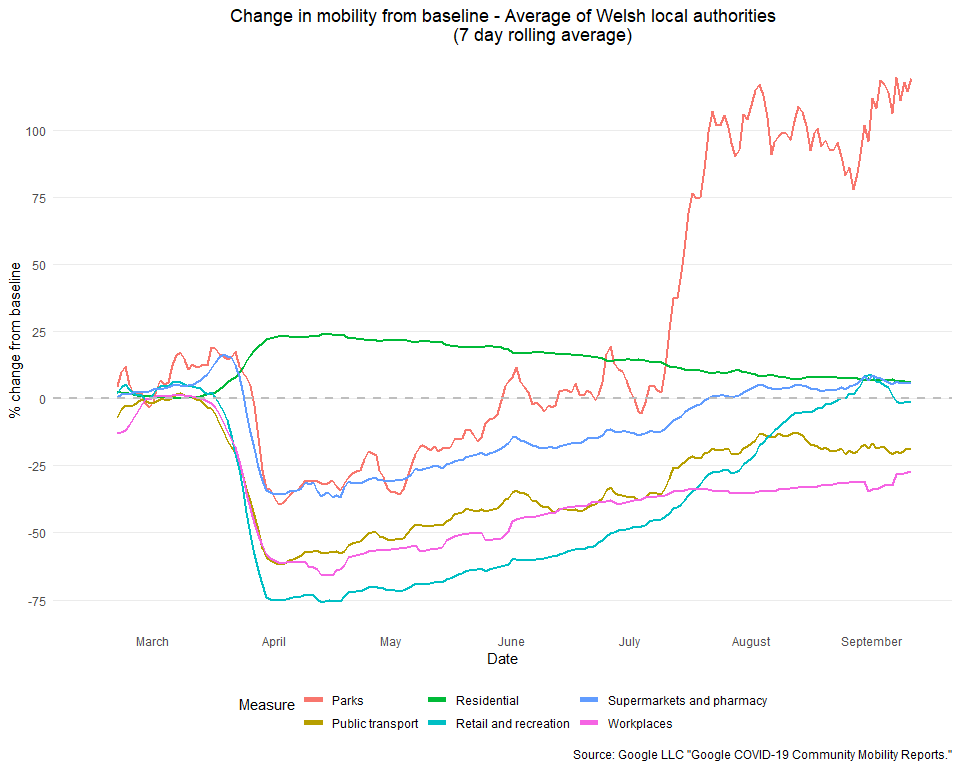 Change in mobility from baseline - Average of Welsh local authorities
(7 day rolling average)
% change from baseline
100
75
50
25
0
-25
-50
-75
March April May June July August September
Date
Measure
Parks Residential Supermarkets and pharmacy
Public transport Retail and recreation Workplaces
Source: Google LLC "Google COVID-19 Community Mobility Reports."